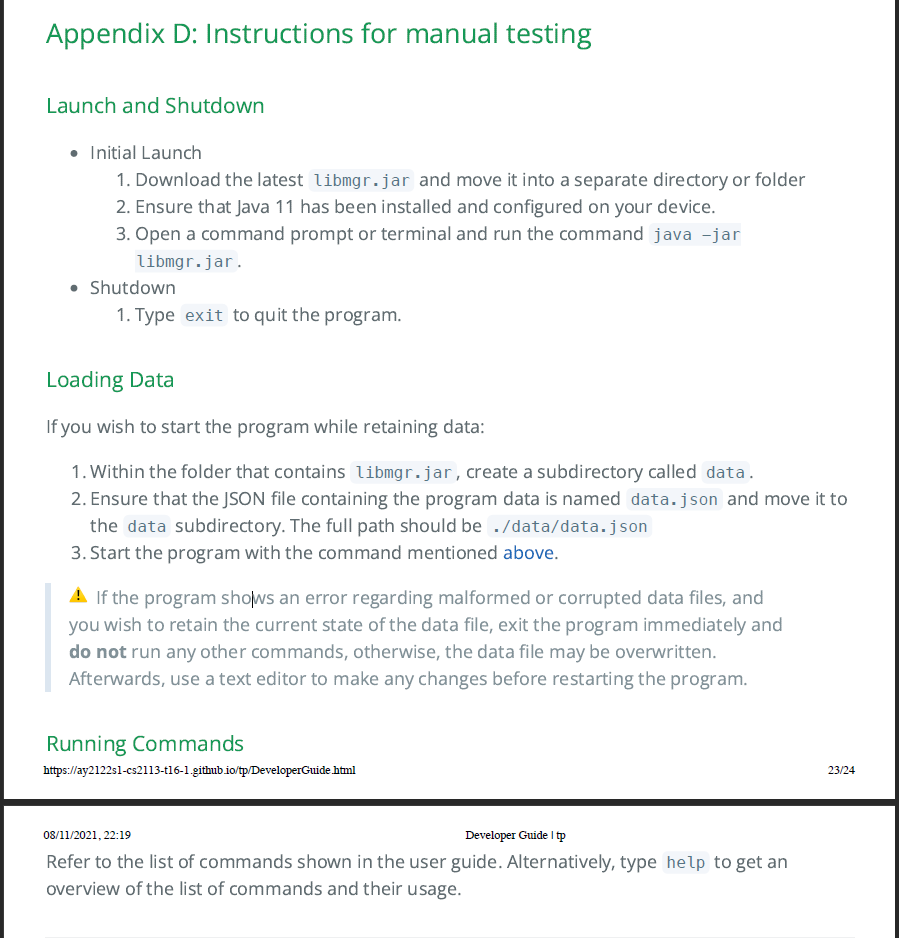 Appendix D: Instructions for manual testing
Launch and Shutdown
• Initial Launch
1. Download the latest libmgr.jar and move it into a separate directory or folder
2. Ensure that Java 11 has been installed and configured on your device.
3. Open a command prompt or terminal and run the command java –jar
libmgr.jar.
• Shutdown
1. Type exit to quit the program.
Loading Data
If you wish to start the program while retaining data:
1. Within the folder that contains libmgr.jar, create a subdirectory called data.
2. Ensure that the JSON file containing the program data is named data.json and move it to
the data subdirectory. The full path should be ./data/data.json
3. Start the program with the command mentioned above.
⚠ If the program shows an error regarding malformed or corrupted data files, and
you wish to retain the current state of the data file, exit the program immediately and
do not run any other commands, otherwise, the data file may be overwritten.
Afterwards, use a text editor to make any changes before restarting the program.
Running Commands
https://ay2122s1-cs2113-t16-1.github.io/tp/DeveloperGuide.html 23/24
08/11/2021, 22:19 Developer Guide | tp
Refer to the list of commands shown in the user guide. Alternatively, type help to get an
overview of the list of commands and their usage.